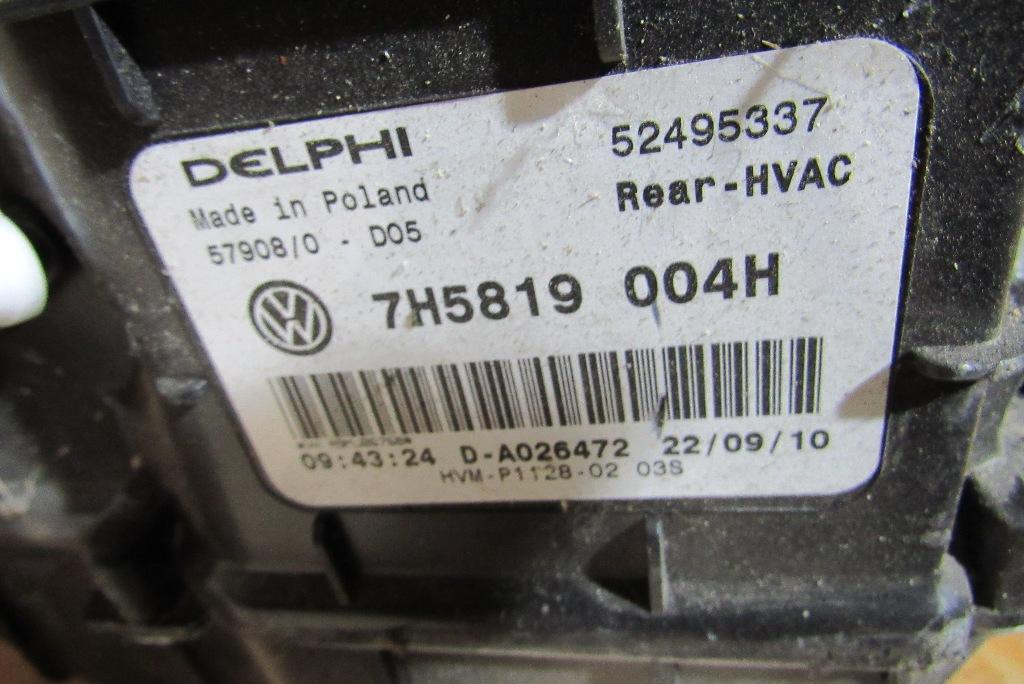 DELPHI
52495337
Made in Poland
Rear-HVAC
57908/0 - D05
7H5819 004H
09:43:24 D-A026472 22/09/10
HVM-P1128-02 03S